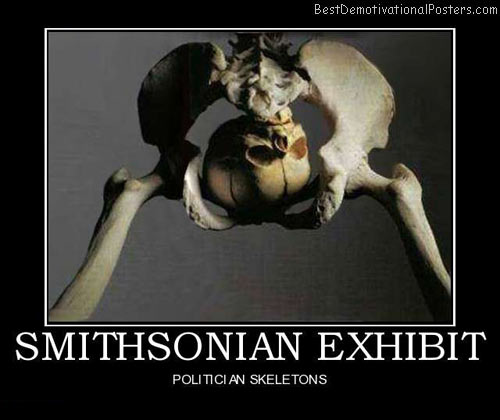 BestDemotivationalPosters.com
SMITHSONIAN EXHIBIT
POLITICIAN SKELETONS